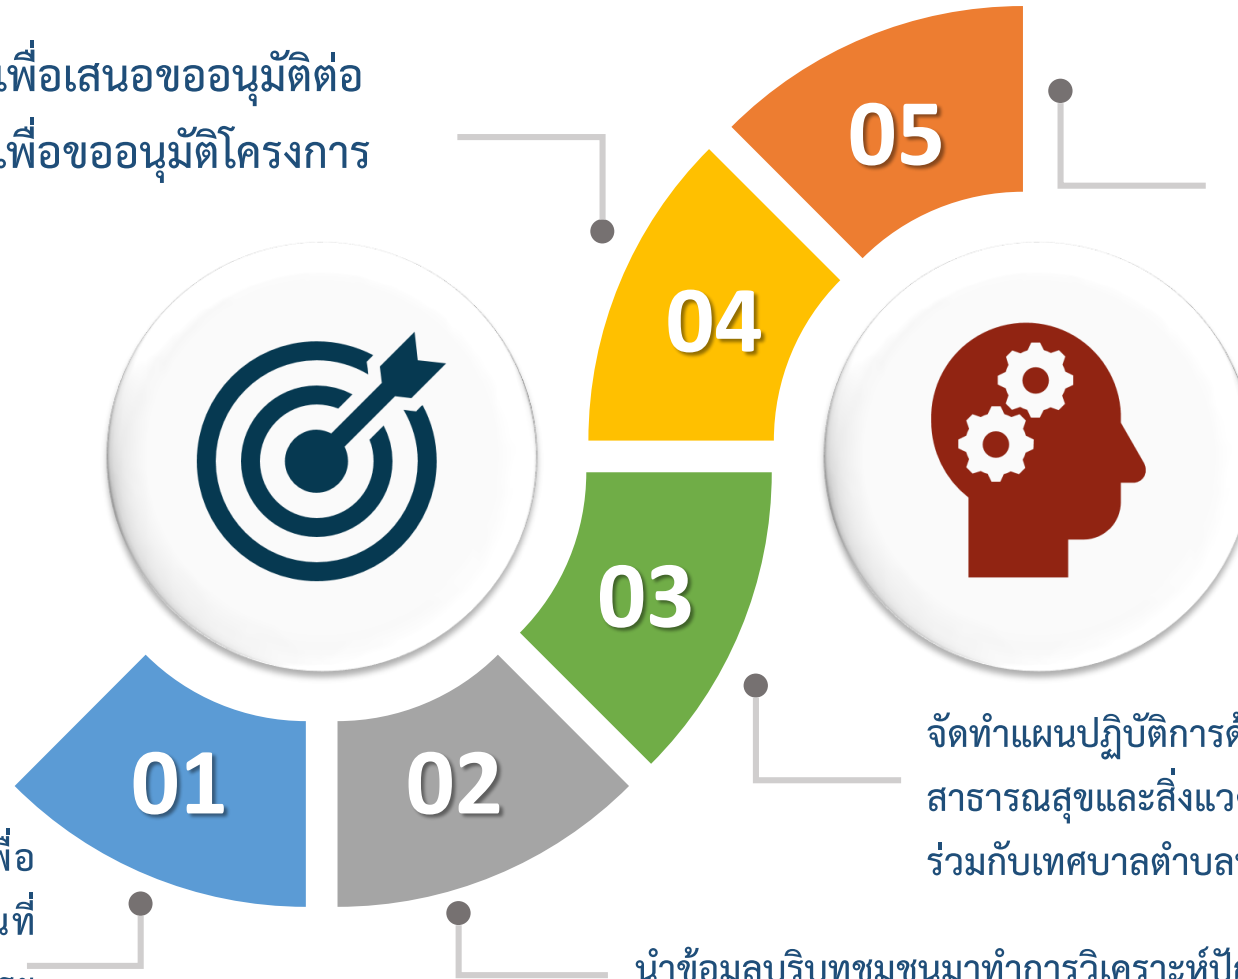 เพื่อเสนอขออนุมัติต่อ
เพื่อขออนุมัติโครงการ
05
04
03
02
01
จัดทำแผนปฏิบัติการ
สาธารณสุขและ
ร่วมกับเทศบาลตำบล
นำข้อมูลบริบทชุมชนมาทำการวิเคราะห์